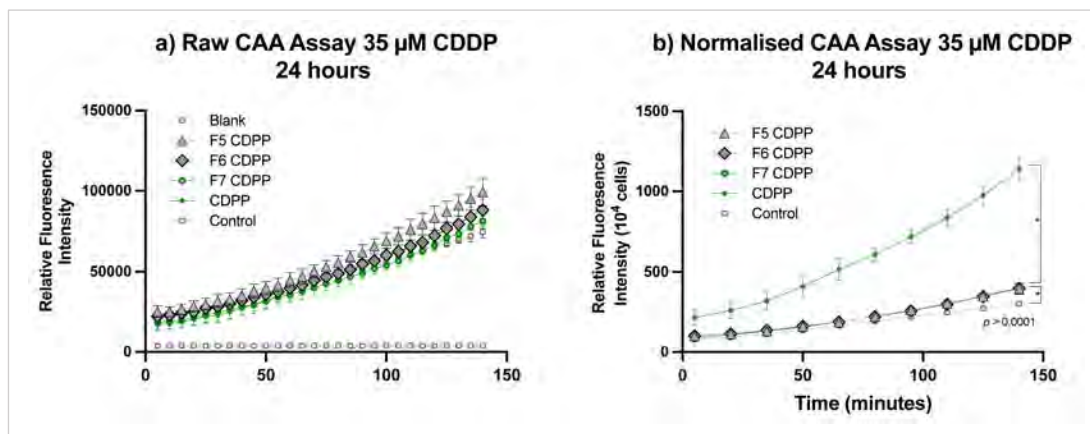 a) Raw CAA Assay 35 µM CDDP
24 hours
150000
100000
50000
0
Relative Fluoresence
Intensity
Blank
F5 CDPP
F6 CDPP
F7 CDPP
CDPP
Control
0
50
100
150
b) Normalised CAA Assay 35 µM CDDP
24 hours
1500
1000
500
0
Relative Fluoresence
Intensity (10⁴ cells)
F5 CDPP
F6 CDPP
F7 CDPP
CDPP
Control
*
*
p > 0.0001
0
50
100
150
Time (minutes)